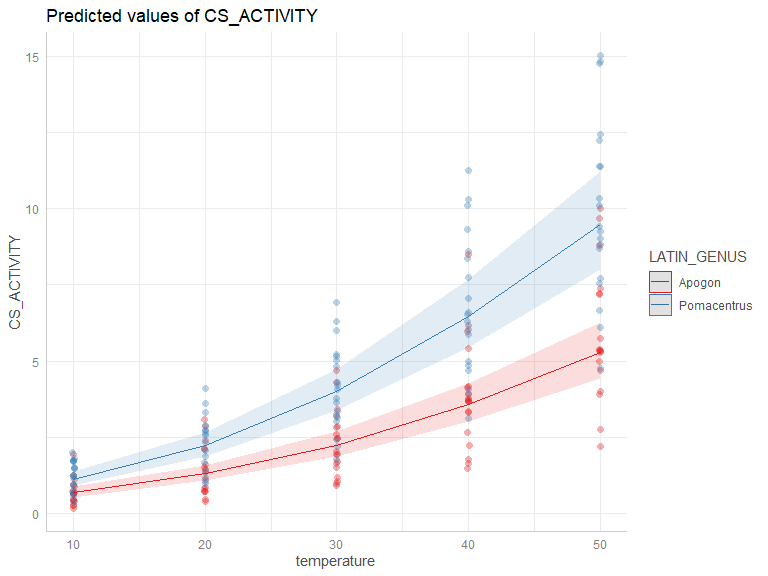 Predicted values of CS_ACTIVITY
15
10
5
0
CS_ACTIVITY
10 20 30 40 50
temperature
LATIN_GENUS
Apogon
Pomacentrus